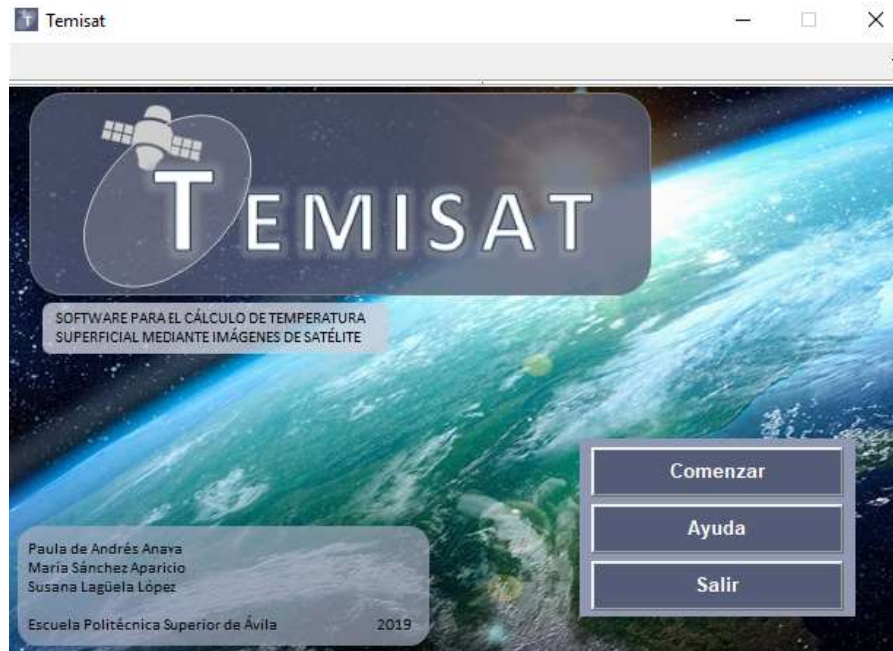 Temisat
TEMISAT
SOFTWARE PARA EL CÁLCULO DE TEMPERATURA
SUPERFICIAL MEDIANTE IMÁGENES DE SATÉLITE
Comenzar
Ayuda
Salir
Paula de Andrés Anaya
María Sánchez Aparicio
Susana Lagüela López
Escuela Politécnica Superior de Ávila 2019